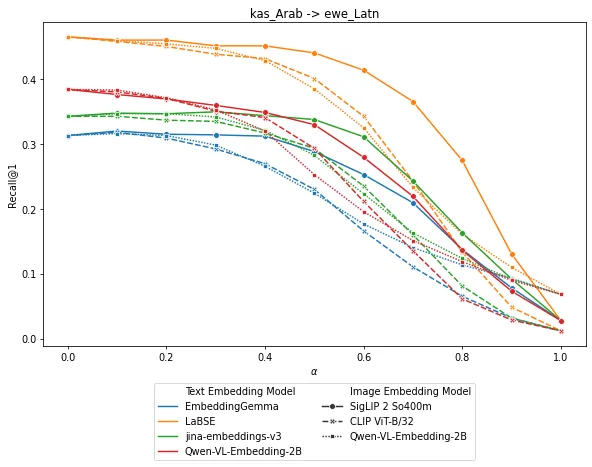 kas_Arab -> ewe_Latn
Recall@1
0.4
0.3
0.2
0.1
0.0
0.0 0.2 0.4 0.6 0.8 1.0
α
Text Embedding Model Image Embedding Model
EmbeddingGemma SigLIP 2 So400m
LaBSE CLIP ViT-B/32
jina-embeddings-v3 Qwen-VL-Embedding-2B
Qwen-VL-Embedding-2B